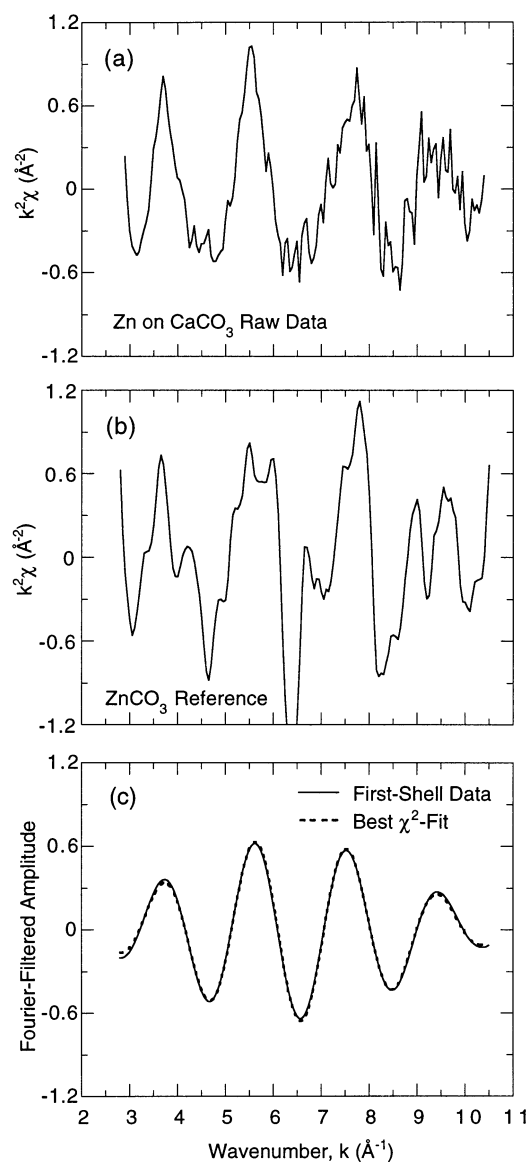 1.2
(a)
0.6
k²χ (Å⁻²)
0
-0.6
Zn on CaCO₃ Raw Data
-1.2
1.2
(b)
0.6
k²χ (Å⁻²)
0
-0.6
ZnCO₃ Reference
-1.2
1.2
(c)
First-Shell Data
Best χ²-Fit
0.6
Fourier-Filtered Amplitude
0
-0.6
-1.2
2 3 4 5 6 7 8 9 10 11
Wavenumber, k (Å⁻¹)